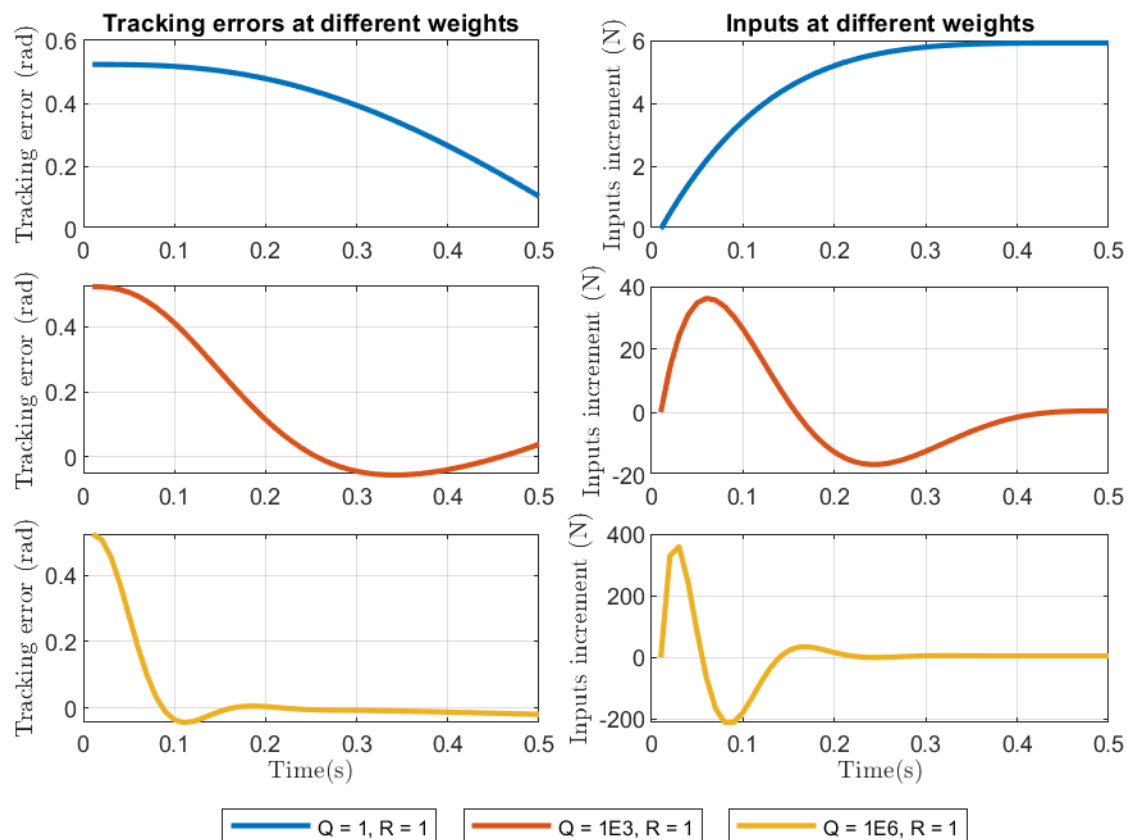 Tracking errors at different weights
Tracking error (rad)
0.6
0.4
0.2
0
0 0.1 0.2 0.3 0.4 0.5
Inputs at different weights
Inputs increment (N)
6
4
2
0
0 0.1 0.2 0.3 0.4 0.5
Tracking error (rad)
0.4
0.2
0
0 0.1 0.2 0.3 0.4 0.5
Inputs increment (N)
40
20
0
-20
0 0.1 0.2 0.3 0.4 0.5
Tracking error (rad)
0.4
0.2
0
0 0.1 0.2 0.3 0.4 0.5
Time(s)
Inputs increment (N)
400
200
0
-200
0 0.1 0.2 0.3 0.4 0.5
Time(s)
Q = 1, R = 1
Q = 1E3, R = 1
Q = 1E6, R = 1